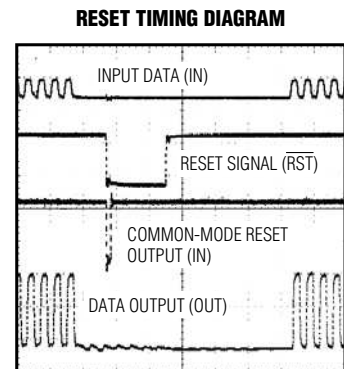 RESET TIMING DIAGRAM
INPUT DATA (IN)
RESET SIGNAL (RST)
COMMON-MODE RESET
OUTPUT (IN)
DATA OUTPUT (OUT)